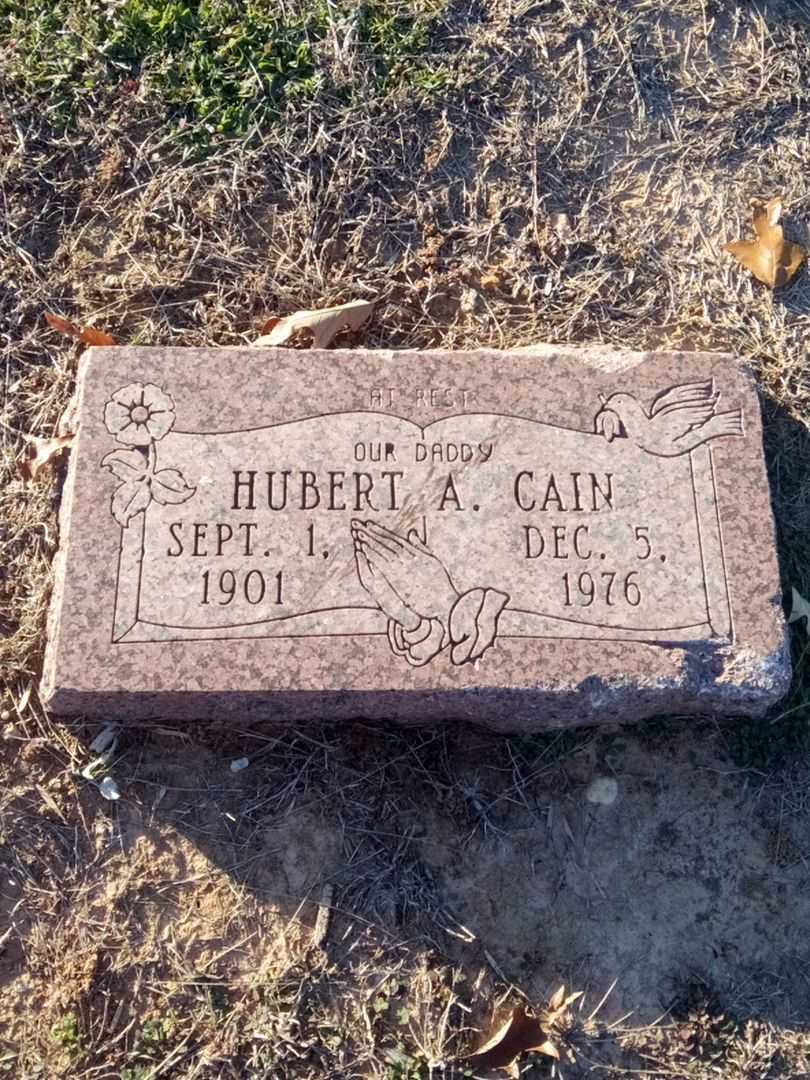 AT REST
OUR DADDY
HUBERT A. CAIN
SEPT. 1, DEC. 5,
1901 1976